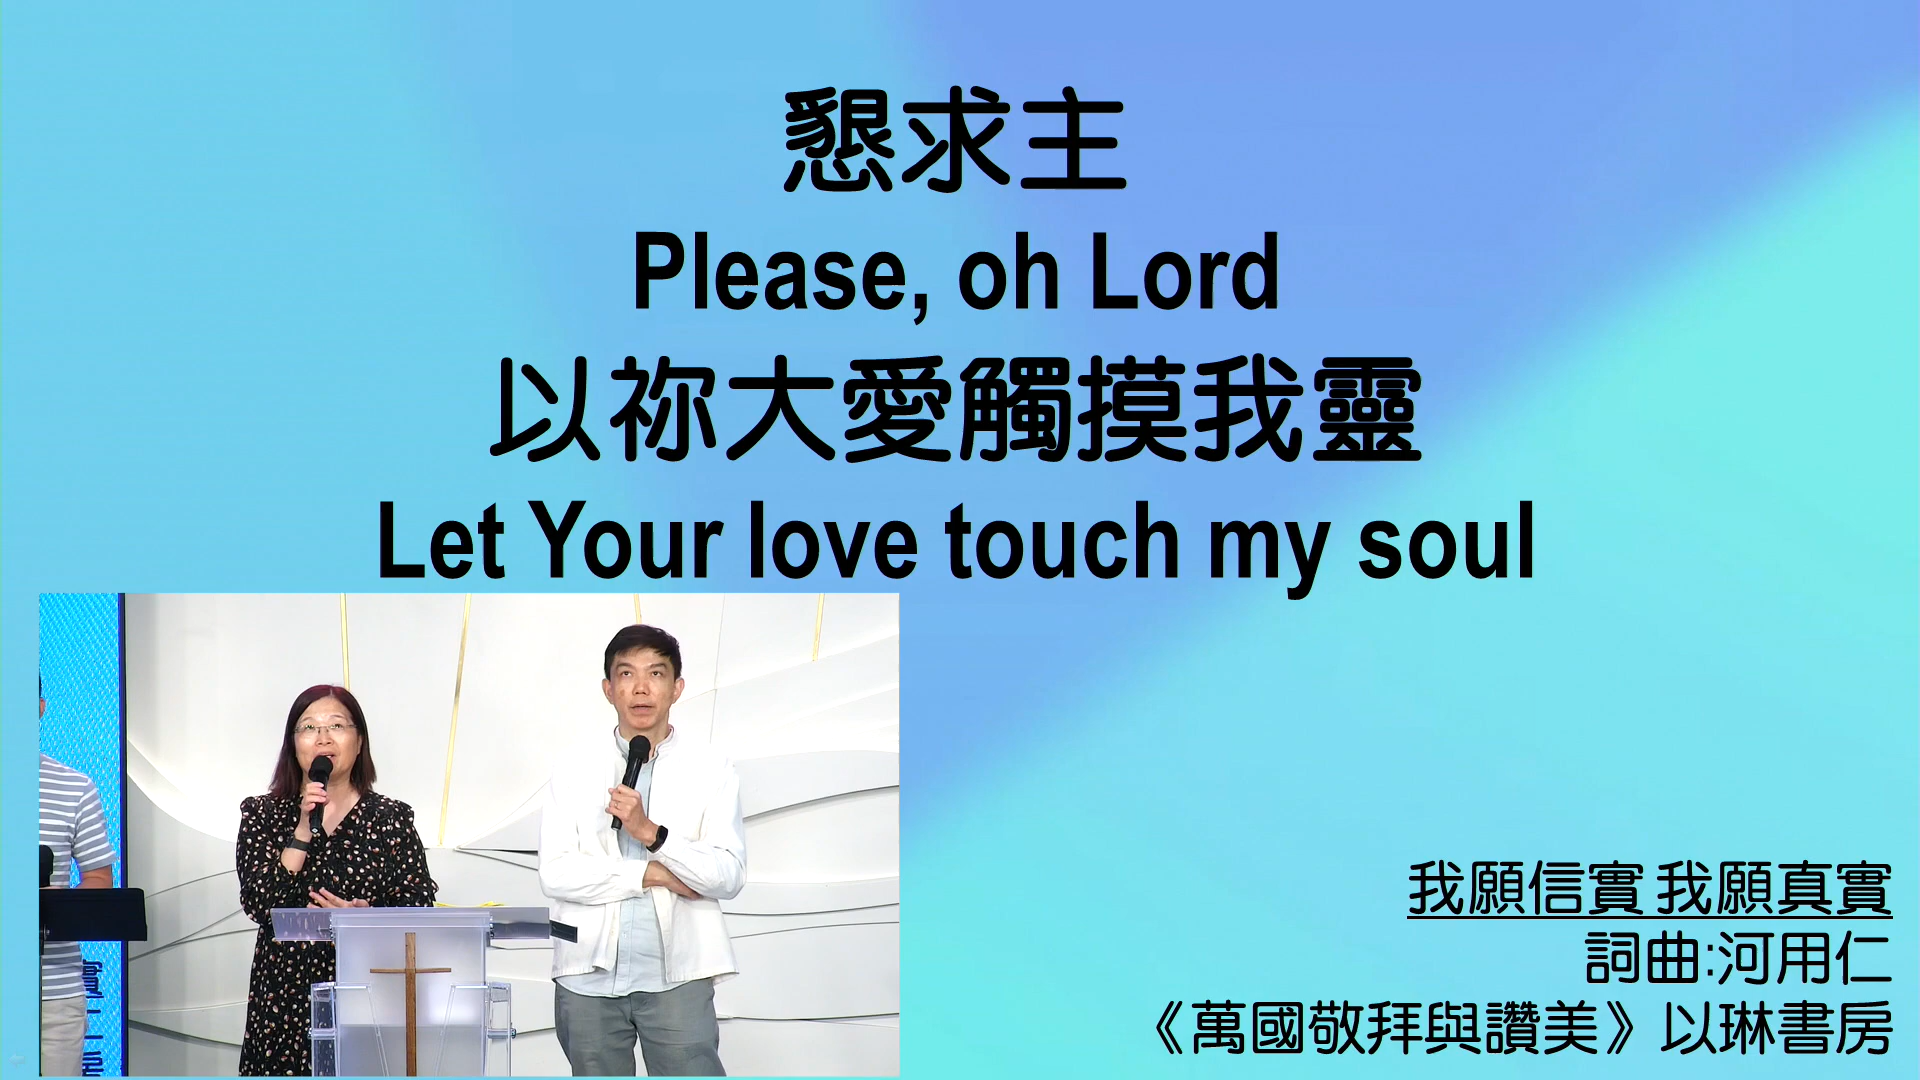 懇求主
Please, oh Lord
以祢大愛觸摸我靈
Let Your love touch my soul
我願信實 我願真實
詞曲:河用仁
《萬國敬拜與讚美》以琳書房